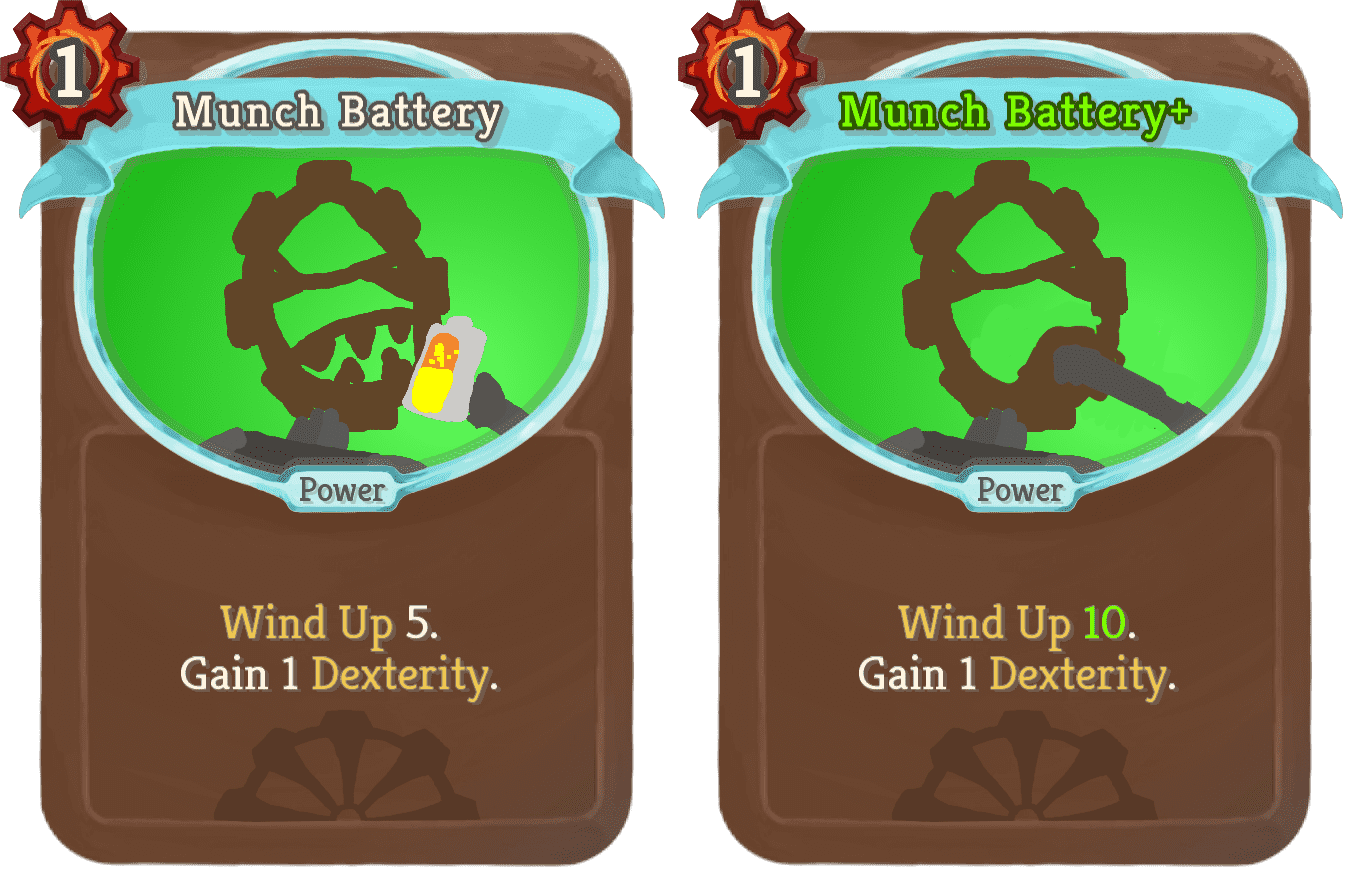 1
Munch Battery
Power
Wind Up 5.
Gain 1 Dexterity.
1
Munch Battery+
Power
Wind Up 10.
Gain 1 Dexterity.